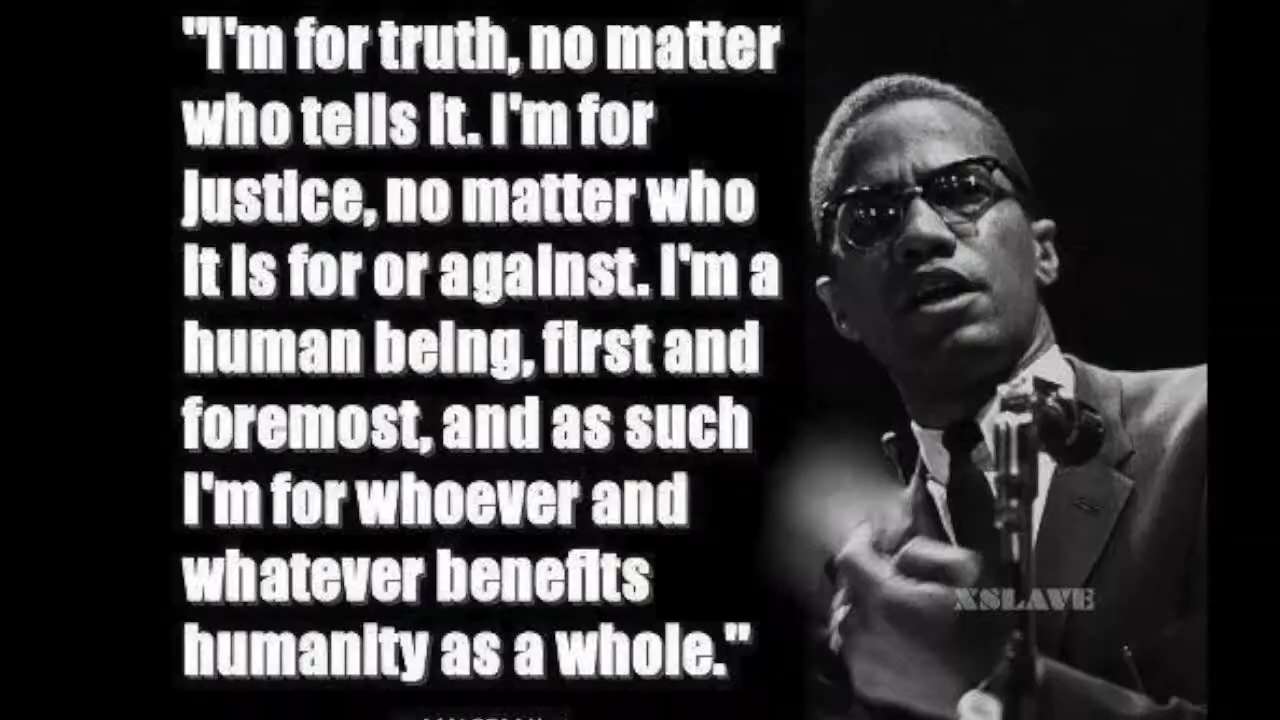 "I'm for truth, no matter
who tells it. I'm for
justice, no matter who
it is for or against. I'm a
human being, first and
foremost, and as such
I'm for whoever and
whatever benefits
humanity as a whole."
XSLAVE